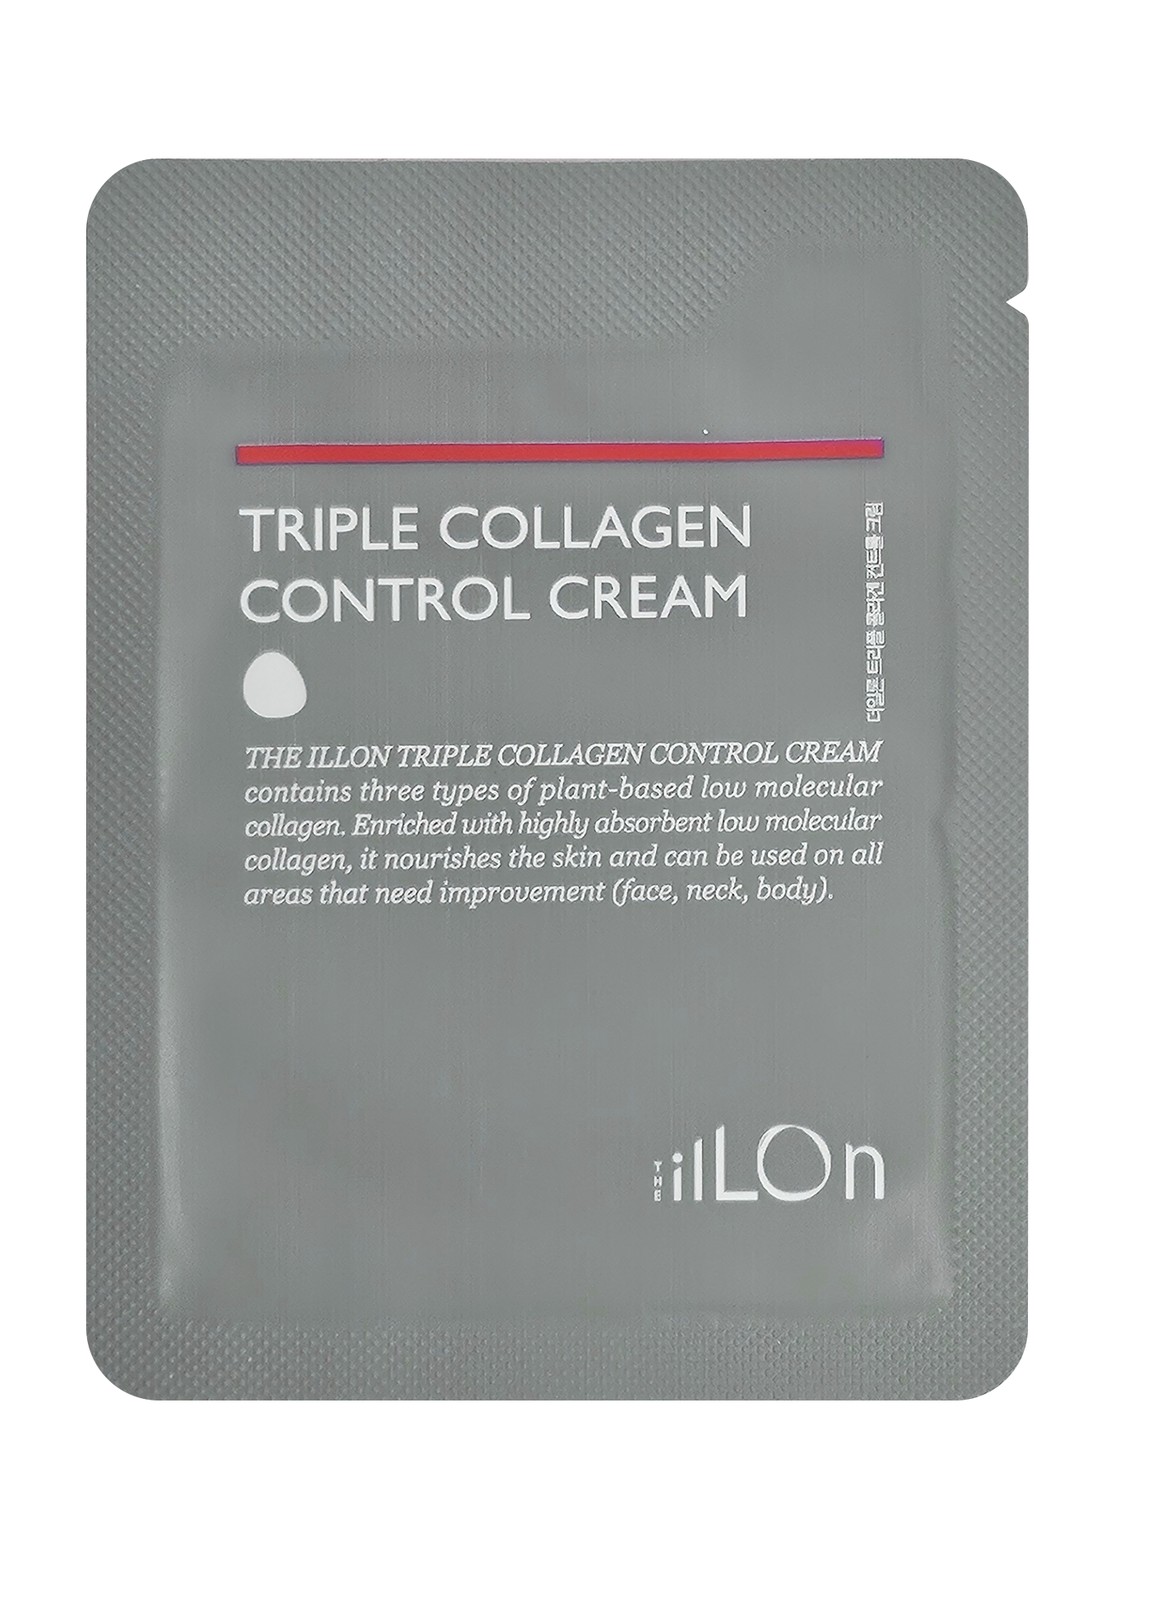 TRIPLE COLLAGEN
CONTROL CREAM
THE ILLON TRIPLE COLLAGEN CONTROL CREAM
contains three types of plant-based low molecular
collagen. Enriched with highly absorbent low molecular
collagen, it nourishes the skin and can be used on all
areas that need improvement (face, neck, body).
THE ilLOn